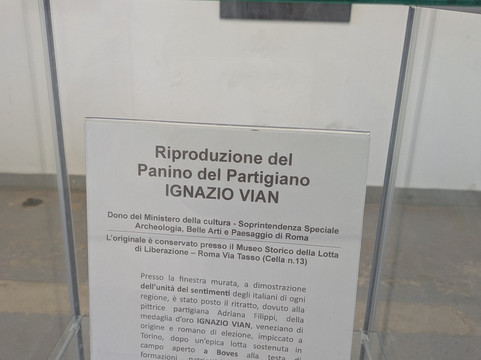 Riproduzione del
Panino del Partigiano
IGNAZIO VIAN
Dono del Ministero della cultura - Soprintendenza Speciale
Archeologia, Belle Arti e Paesaggio di Roma
L'originale è conservato presso il Museo Storico della Lotta
di Liberazione – Roma Via Tasso (Cella n.13)
Presso la finestra murata, a dimostrazione
dell'unità dei sentimenti degli italiani di ogni
regione, è stato posto il ritratto, dovuto alla
pittrice partigiana Adriana Filippi, della
medaglia d'oro IGNAZIO VIAN, veneziano di
origine e romano di elezione, impiccato a
Torino, dopo un'epica lotta sostenuta in
campo aperto a Boves alla testa di